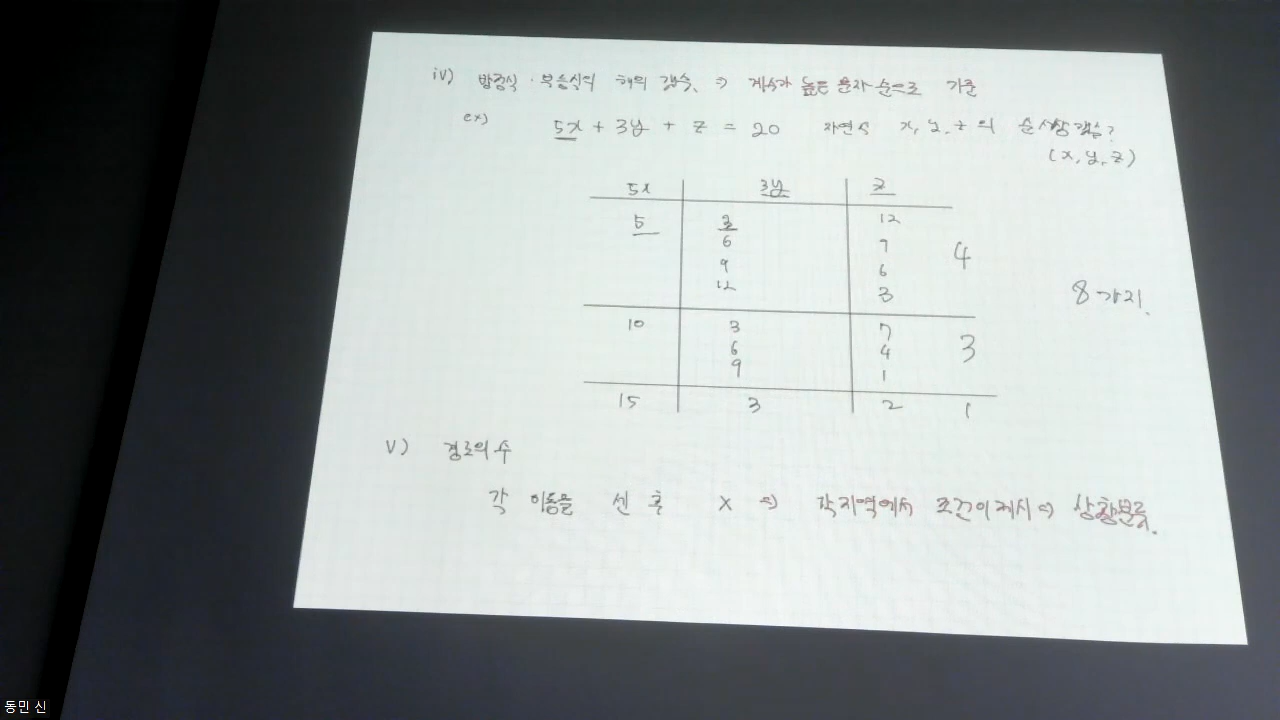 iv) 방정식·부등식의 해의 갯수 ⇒ 계수가 높은 문자 순으로 기준
ex) 5x + 3y + z = 20 자연수 x, y, z 의 순서쌍 갯수?
(x, y, z)
5x 3y z
5 3 12
6 9
9 6 4
12 3
8가지.
10 3 7
6 4 3
9 1
15 3 2 1
V) 경로의 수
각 이동을 선 X ⇒ 각 지역에서 조건이 제시 ⇒ 상황분류.
동민 신